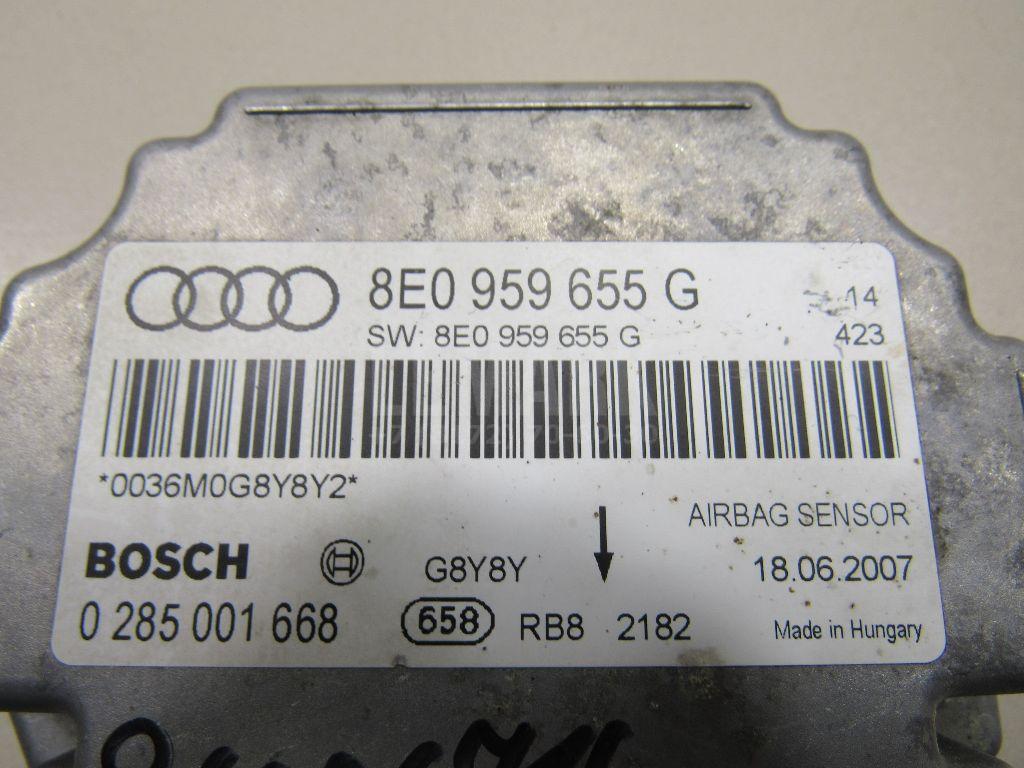 8E0 959 655 G
14
SW: 8E0 959 655 G
423
*0036M0G8Y8Y2*
AIRBAG SENSOR
BOSCH
G8Y8Y
18.06.2007
0 285 001 668
658
RB8 2182
Made in Hungary